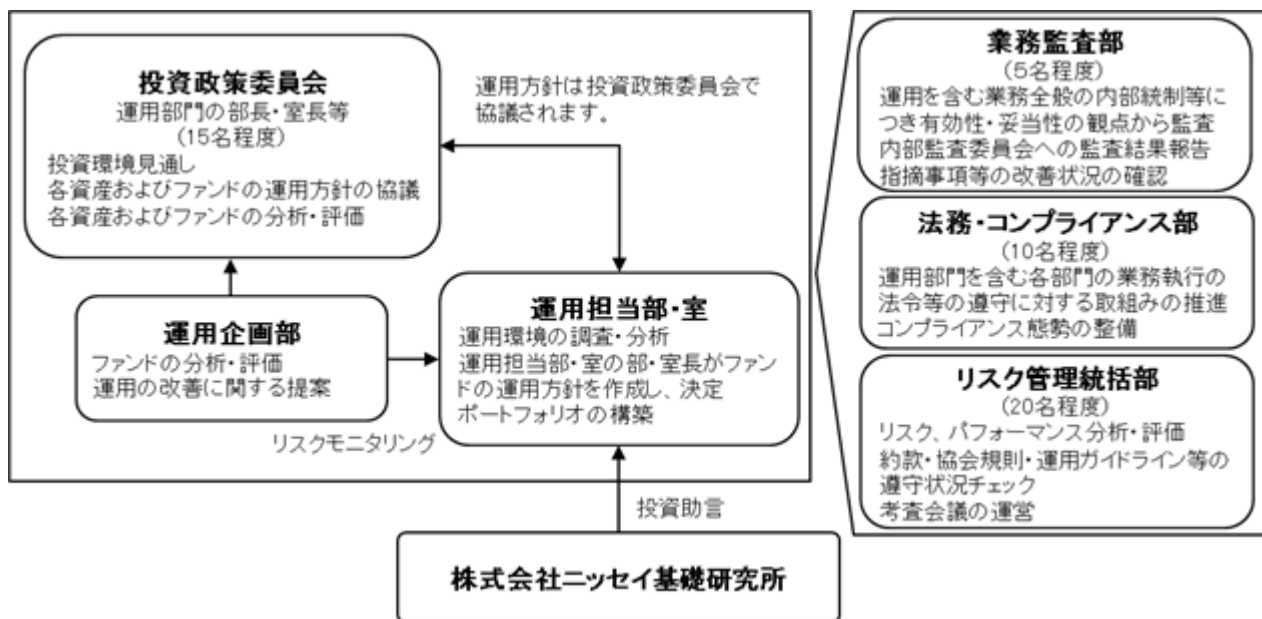 投資政策委員会
運用部門の部長・室長等
(15名程度)
投資環境見通し
各資産およびファンドの運用方針の協議
各資産およびファンドの分析・評価
運用方針は投資政策委員会で
協議されます。
運用企画部
ファンドの分析・評価
運用の改善に関する提案
リスクモニタリング
運用担当部・室
運用環境の調査・分析
運用担当部・室の部・室長がファン
ドの運用方針を作成し、決定
ポートフォリオの構築
投資助言
株式会社ニッセイ基礎研究所
業務監査部
(5名程度)
運用を含む業務全般の内部統制等に
つき有効性・妥当性の観点から監査
内部監査委員会への監査結果報告
指摘事項等の改善状況の確認
法務・コンプライアンス部
(10名程度)
運用部門を含む各部門の業務執行の
法令等の遵守に対する取組みの推進
コンプライアンス態勢の整備
リスク管理統括部
(20名程度)
リスク、パフォーマンス分析・評価
約款・協会規則・運用ガイドライン等の
遵守状況チェック
考査会議の運営